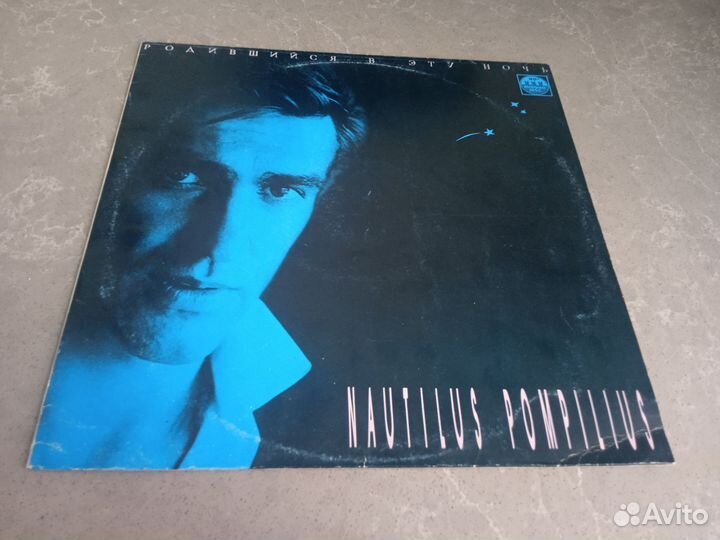 РОДИВШИЙСЯ В ЭТУ НОЧЬ
NAUTILUS POMPILIUS
Avito